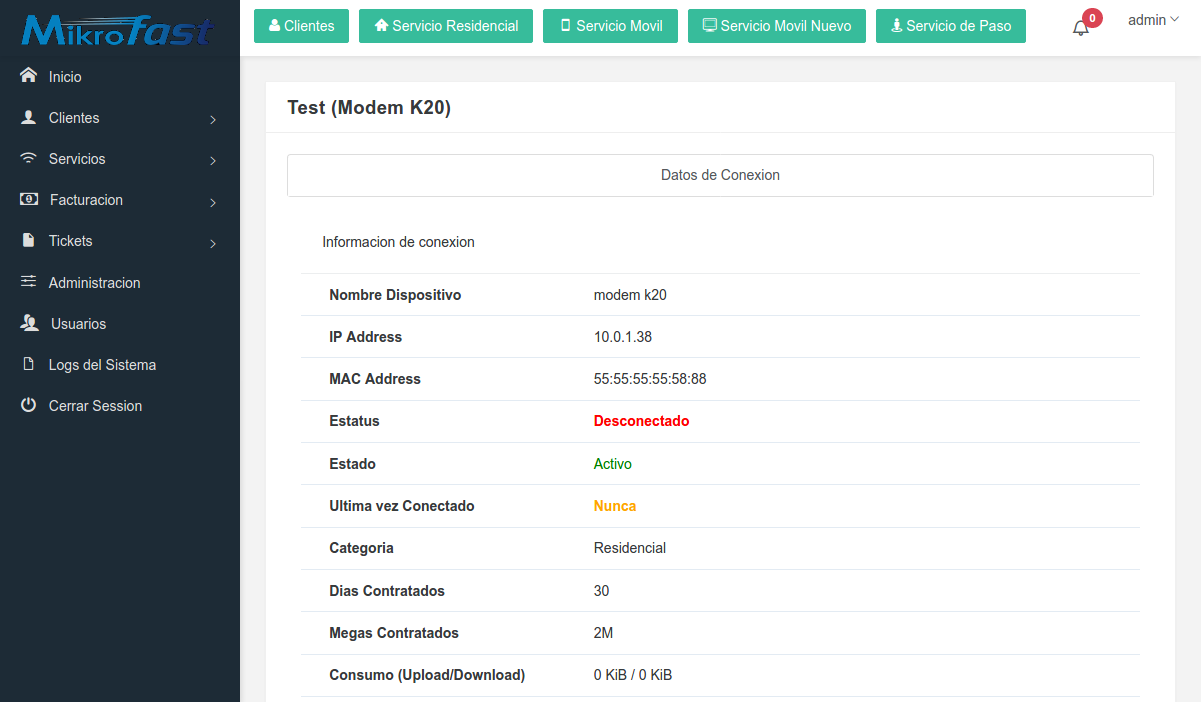 MikroFast
Clientes
Servicio Residencial
Servicio Movil
Servicio Movil Nuevo
Servicio de Paso
0
admin
Inicio
Clientes
Servicios
Facturacion
Tickets
Administracion
Usuarios
Logs del Sistema
Cerrar Session
Test (Modem K20)
Datos de Conexion
Informacion de conexion
Nombre Dispositivo modem k20
IP Address 10.0.1.38
MAC Address 55:55:55:55:58:88
Estatus Desconectado
Estado Activo
Ultima vez Conectado Nunca
Categoria Residencial
Dias Contratados 30
Megas Contratados 2M
Consumo (Upload/Download) 0 KiB / 0 KiB